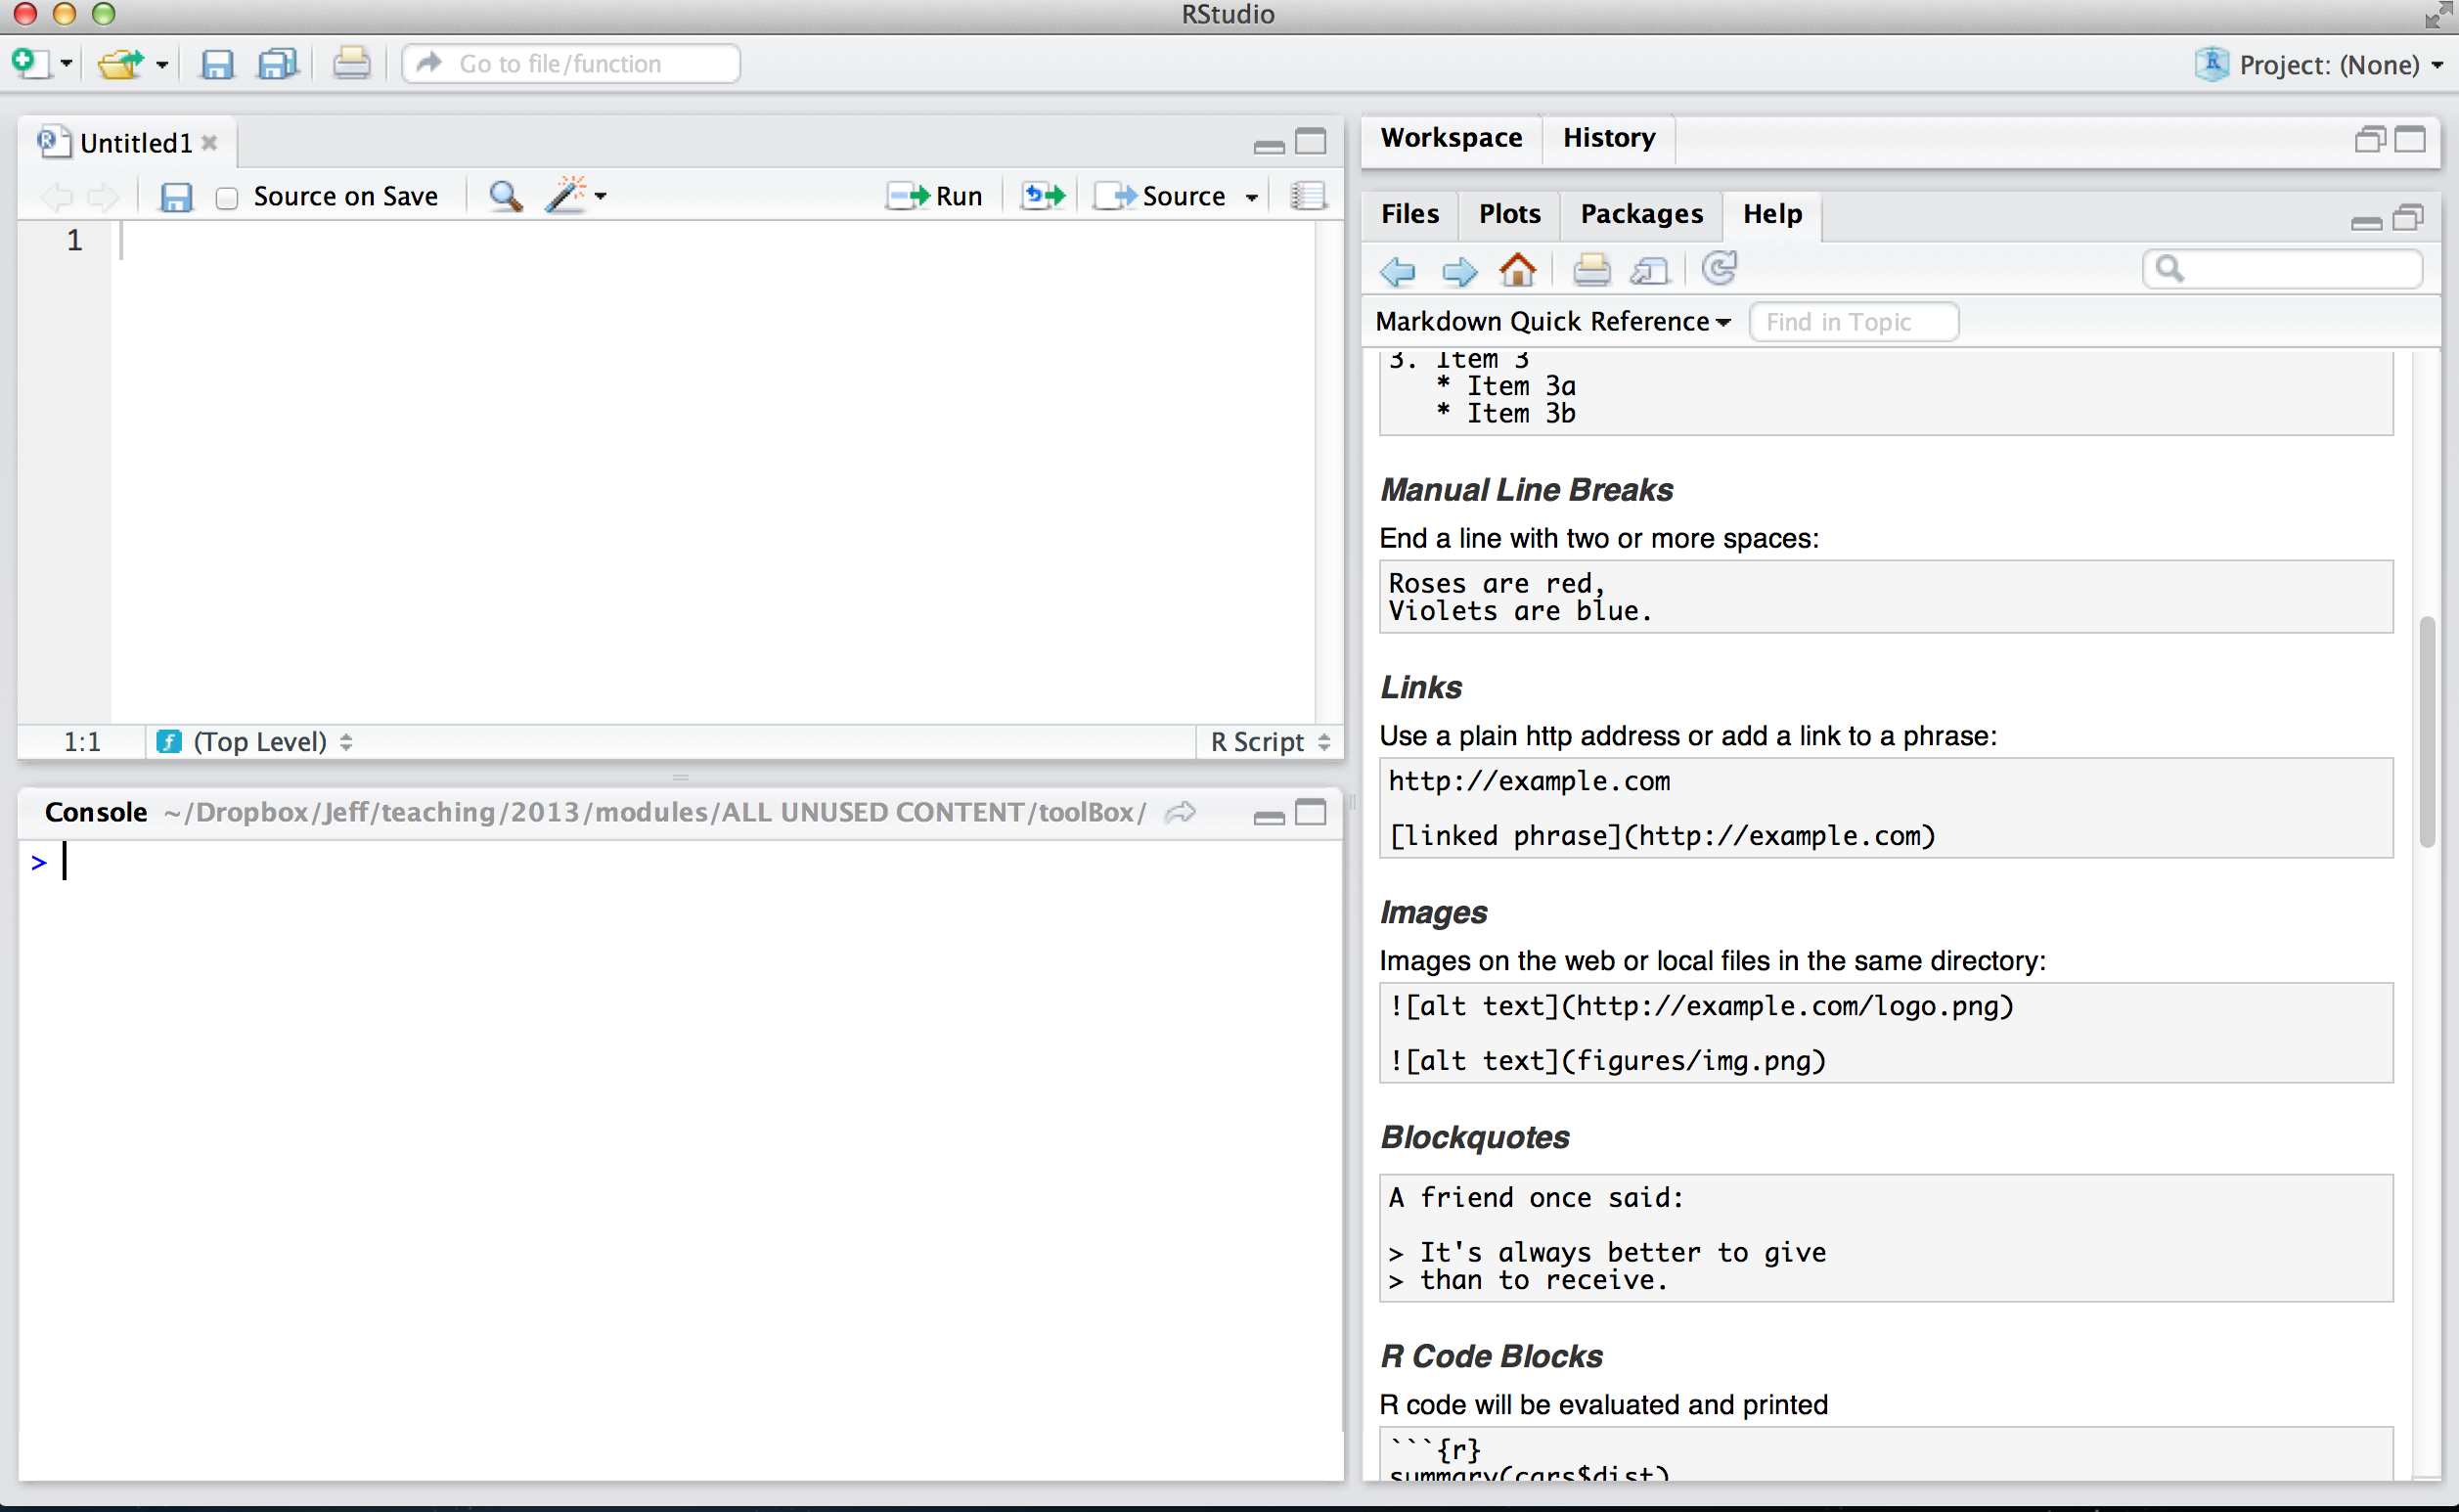 RStudio
Go to file/function
Project: (None)
Untitled1
Source on Save
Run
Source
1
1:1
(Top Level)
R Script
Console ~/Dropbox/Jeff/teaching/2013/modules/ALL UNUSED CONTENT/toolBox/
>
Workspace
History
Files
Plots
Packages
Help
Markdown Quick Reference
Find in Topic
3. Item 3
   * Item 3a
   * Item 3b
Manual Line Breaks
End a line with two or more spaces:
Roses are red,
Violets are blue.
Links
Use a plain http address or add a link to a phrase:
http://example.com
[linked phrase](http://example.com)
Images
Images on the web or local files in the same directory:
![alt text](http://example.com/logo.png)
![alt text](figures/img.png)
Blockquotes
A friend once said:
> It's always better to give
> than to receive.
R Code Blocks
R code will be evaluated and printed
```{r}
summary(cars$dist)